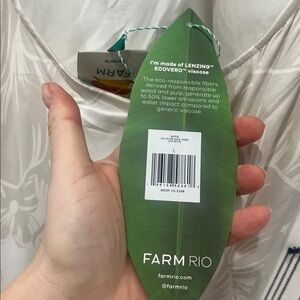 FARM
I'm made of LENZING™
ECOVERO™ viscose
The eco-responsible fibers,
derived from responsible
wood and pulp, generate up
to 50% lower emissions and
water impact compared to
generic viscose.
L
FARM RIO
farmrio.com
@farmrio